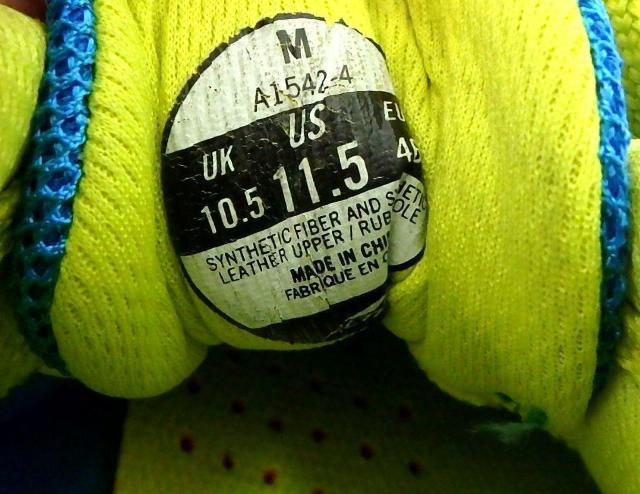 M
A1542-4
UK US EU
10.5 11.5
SYNTHETIC FIBER AND
LEATHER UPPER / RUB
MADE IN CHI
FABRIQUE EN C